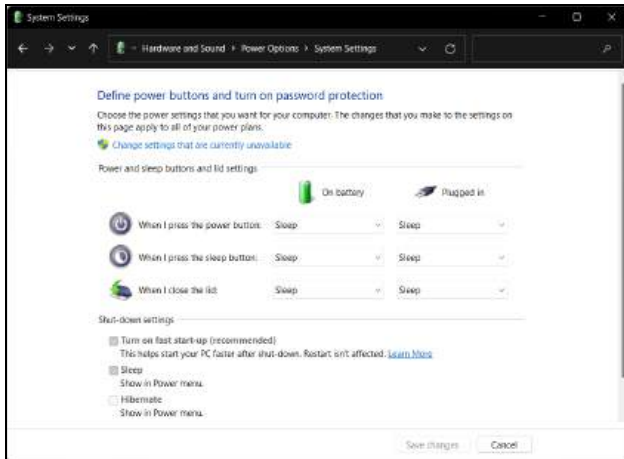 System Settings
Hardware and Sound › Power Options › System Settings
Define power buttons and turn on password protection
Choose the power settings that you want for your computer. The changes that you make to the settings on
this page apply to all of your power plans.
Change settings that are currently unavailable
Power and sleep buttons and lid settings
On battery Plugged in
When I press the power button: Sleep Sleep
When I press the sleep button: Sleep Sleep
When I close the lid: Sleep Sleep
Shut-down settings
Turn on fast start-up (recommended)
This helps start your PC faster after shut-down. Restart isn't affected. Learn More
Sleep
Show in Power menu.
Hibernate
Show in Power menu.
Save changes Cancel